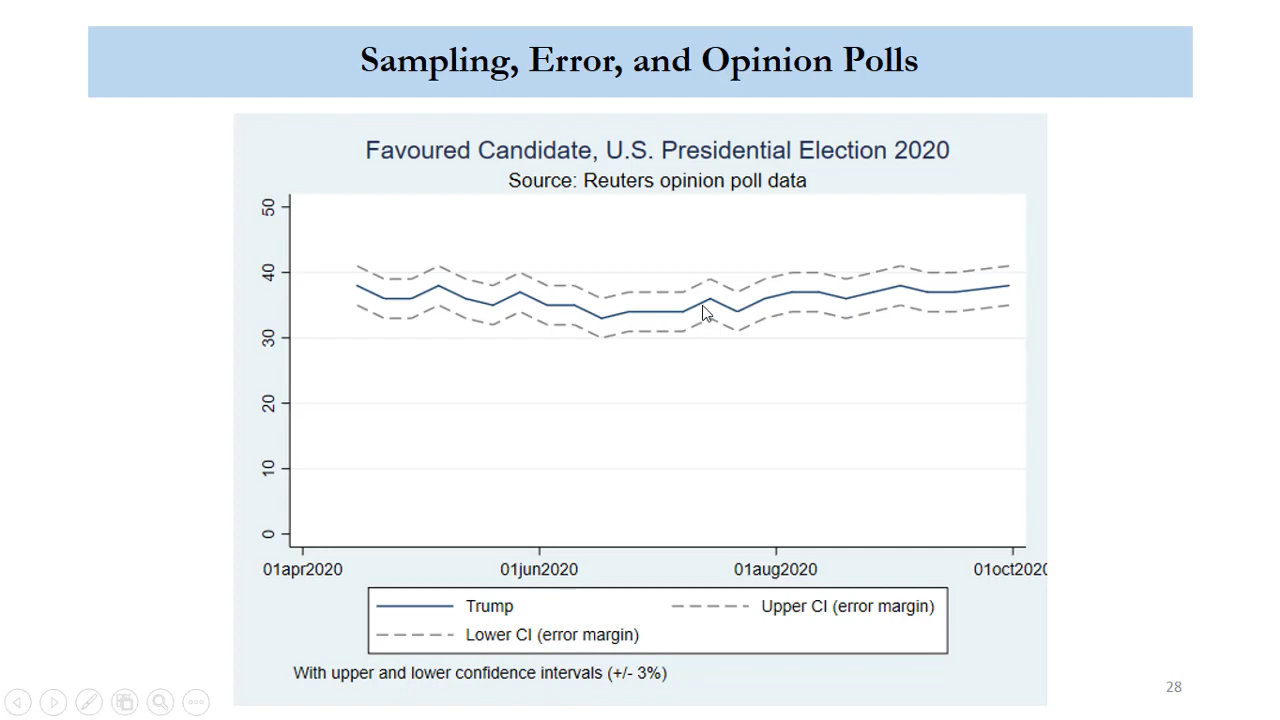 Sampling, Error, and Opinion Polls
Favoured Candidate, U.S. Presidential Election 2020
Source: Reuters opinion poll data
50
40
30
20
10
0
01apr2020 01jun2020 01aug2020 01oct2020
Trump Upper CI (error margin)
Lower CI (error margin)
With upper and lower confidence intervals (+/- 3%)
28